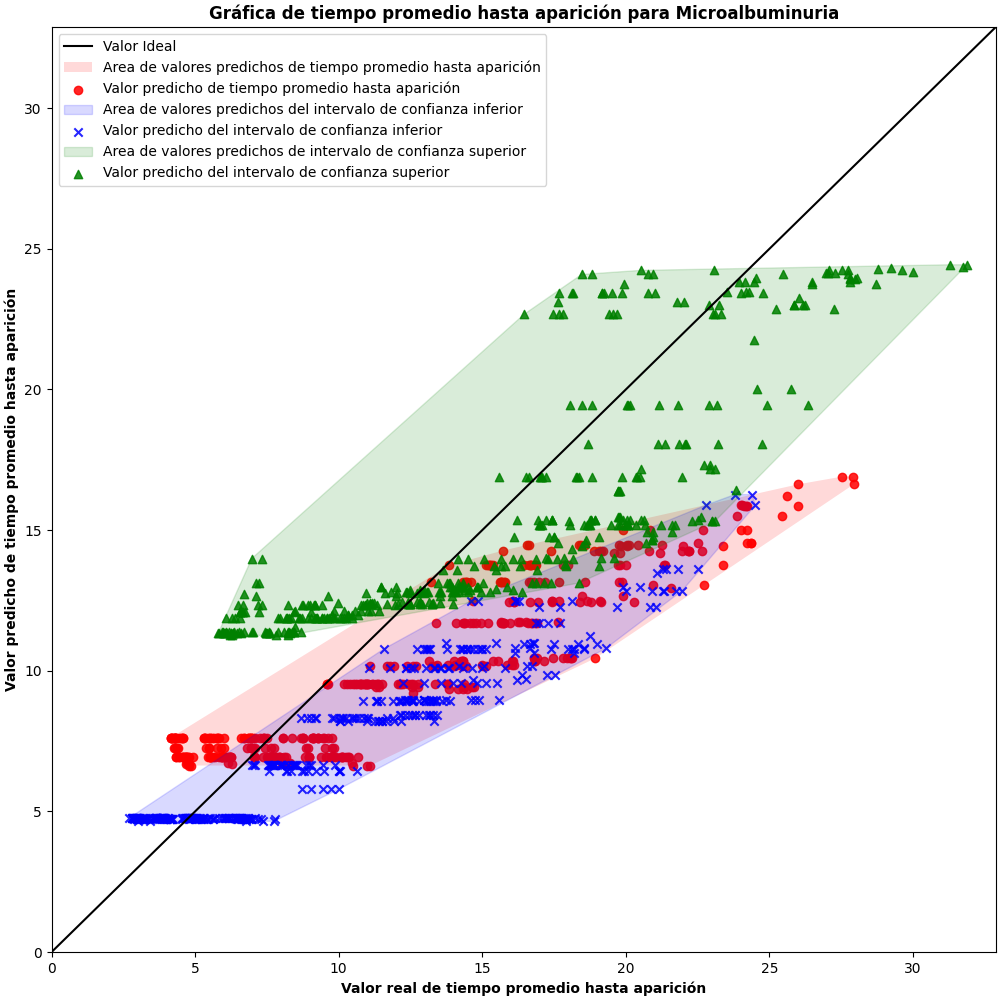 Gráfica de tiempo promedio hasta aparición para Microalbuminuria
Valor Ideal
Area de valores predichos de tiempo promedio hasta aparición
Valor predicho de tiempo promedio hasta aparición
Area de valores predichos del intervalo de confianza inferior
Valor predicho del intervalo de confianza inferior
Area de valores predichos de intervalo de confianza superior
Valor predicho del intervalo de confianza superior
Valor predicho de tiempo promedio hasta aparición
30
25
20
15
10
5
0
0 5 10 15 20 25 30
Valor real de tiempo promedio hasta aparición